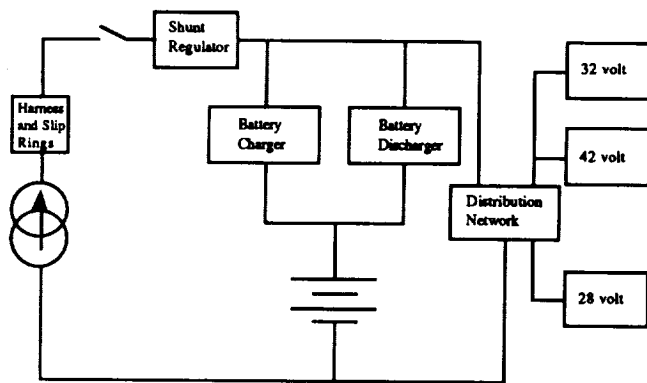 Shunt
Regulator
32 volt
Harness
and Slip
Rings
Battery
Charger
Battery
Discharger
42 volt
Distribution
Network
28 volt